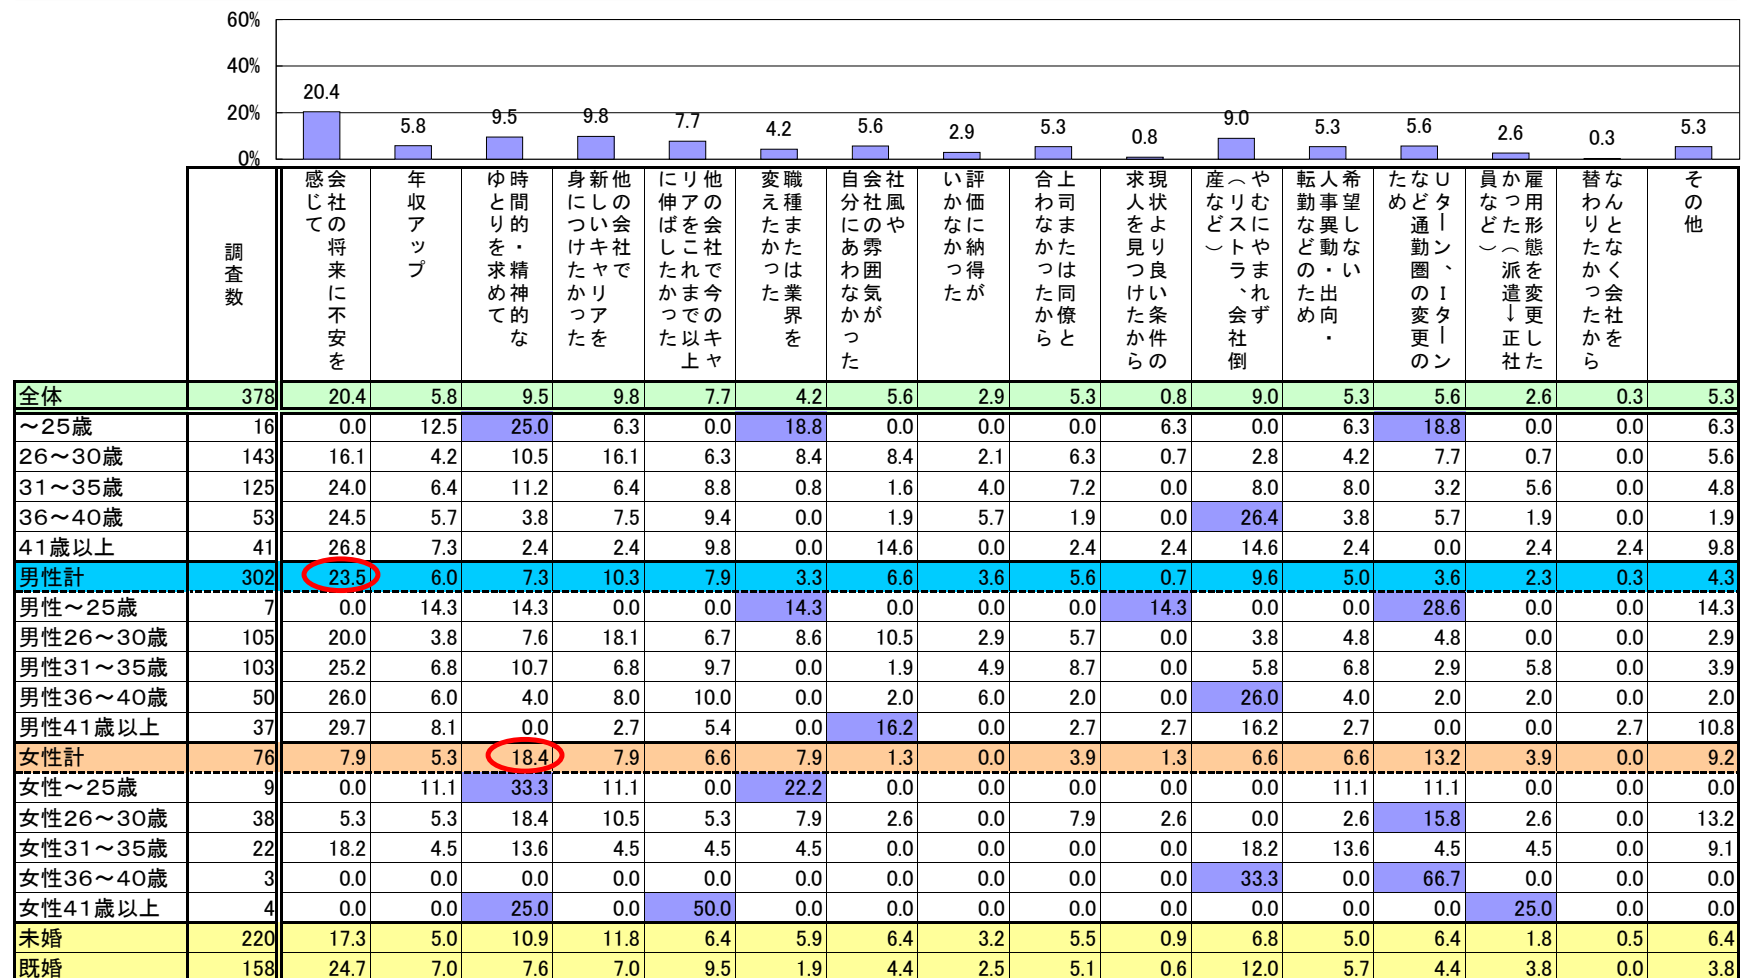 60%
40%
20%
0%
20.4 5.8 9.5 9.8 7.7 4.2 5.6 2.9 5.3 0.8 9.0 5.3 5.6 2.6 0.3 5.3
調査数
会社の将来に不安を
感じて
年収アップ
時間的・精神的な
ゆとりを求めて
他の会社で
新しいキャリアを
身につけたかった
他の会社で今のキャ
リアをこれまで以上
に伸ばしたかった
職種または業界を
変えたかった
社風や
会社の雰囲気が
自分にあわなかった
評価に納得が
いかなかった
上司または同僚と
合わなかったから
現状より良い条件の
求人を見つけたから
やむにやまれず
(リストラ、会社倒
産など)
希望しない
人事異動・出向・
転勤などのため
Uターン、Iターン
など通勤圏の変更の
ため
雇用形態を変更した
かった(派遣→正社
員など)
なんとなく会社を
替わりたかったから
その他
全体 378 20.4 5.8 9.5 9.8 7.7 4.2 5.6 2.9 5.3 0.8 9.0 5.3 5.6 2.6 0.3 5.3
~25歳 16 0.0 12.5 25.0 6.3 0.0 18.8 0.0 0.0 0.0 6.3 0.0 6.3 18.8 0.0 0.0 6.3
26~30歳 143 16.1 4.2 10.5 16.1 6.3 8.4 8.4 2.1 6.3 0.7 2.8 4.2 7.7 0.7 0.0 5.6
31~35歳 125 24.0 6.4 11.2 6.4 8.8 0.8 1.6 4.0 7.2 0.0 8.0 8.0 3.2 5.6 0.0 4.8
36~40歳 53 24.5 5.7 3.8 7.5 9.4 0.0 1.9 5.7 1.9 0.0 26.4 3.8 5.7 1.9 0.0 1.9
41歳以上 41 26.8 7.3 2.4 2.4 9.8 0.0 14.6 0.0 2.4 2.4 14.6 2.4 0.0 2.4 2.4 9.8
男性計 302 23.5 6.0 7.3 10.3 7.9 3.3 6.6 3.6 5.6 0.7 9.6 5.0 3.6 2.3 0.3 4.3
男性~25歳 7 0.0 14.3 14.3 0.0 0.0 14.3 0.0 0.0 0.0 14.3 0.0 0.0 28.6 0.0 0.0 14.3
男性26~30歳 105 20.0 3.8 7.6 18.1 6.7 8.6 10.5 2.9 5.7 0.0 3.8 4.8 4.8 0.0 0.0 2.9
男性31~35歳 103 25.2 6.8 10.7 6.8 9.7 0.0 1.9 4.9 8.7 0.0 5.8 6.8 2.9 5.8 0.0 3.9
男性36~40歳 50 26.0 6.0 4.0 8.0 10.0 0.0 2.0 6.0 2.0 0.0 26.0 4.0 2.0 2.0 0.0 2.0
男性41歳以上 37 29.7 8.1 0.0 2.7 5.4 0.0 16.2 0.0 2.7 2.7 16.2 2.7 0.0 0.0 2.7 10.8
女性計 76 7.9 5.3 18.4 7.9 6.6 7.9 1.3 0.0 3.9 1.3 6.6 6.6 13.2 3.9 0.0 9.2
女性~25歳 9 0.0 11.1 33.3 11.1 0.0 22.2 0.0 0.0 0.0 0.0 0.0 11.1 11.1 0.0 0.0 0.0
女性26~30歳 38 5.3 5.3 18.4 10.5 5.3 7.9 2.6 0.0 7.9 2.6 0.0 2.6 15.8 2.6 0.0 13.2
女性31~35歳 22 18.2 4.5 13.6 4.5 4.5 4.5 0.0 0.0 0.0 0.0 18.2 13.6 4.5 4.5 0.0 9.1
女性36~40歳 3 0.0 0.0 0.0 0.0 0.0 0.0 0.0 0.0 0.0 0.0 33.3 0.0 66.7 0.0 0.0 0.0
女性41歳以上 4 0.0 0.0 25.0 0.0 50.0 0.0 0.0 0.0 0.0 0.0 0.0 0.0 0.0 25.0 0.0 0.0
未婚 220 17.3 5.0 10.9 11.8 6.4 5.9 6.4 3.2 5.5 0.9 6.8 5.0 6.4 1.8 0.5 6.4
既婚 158 24.7 7.0 7.6 7.0 9.5 1.9 4.4 2.5 5.1 0.6 12.0 5.7 4.4 3.8 0.0 3.8